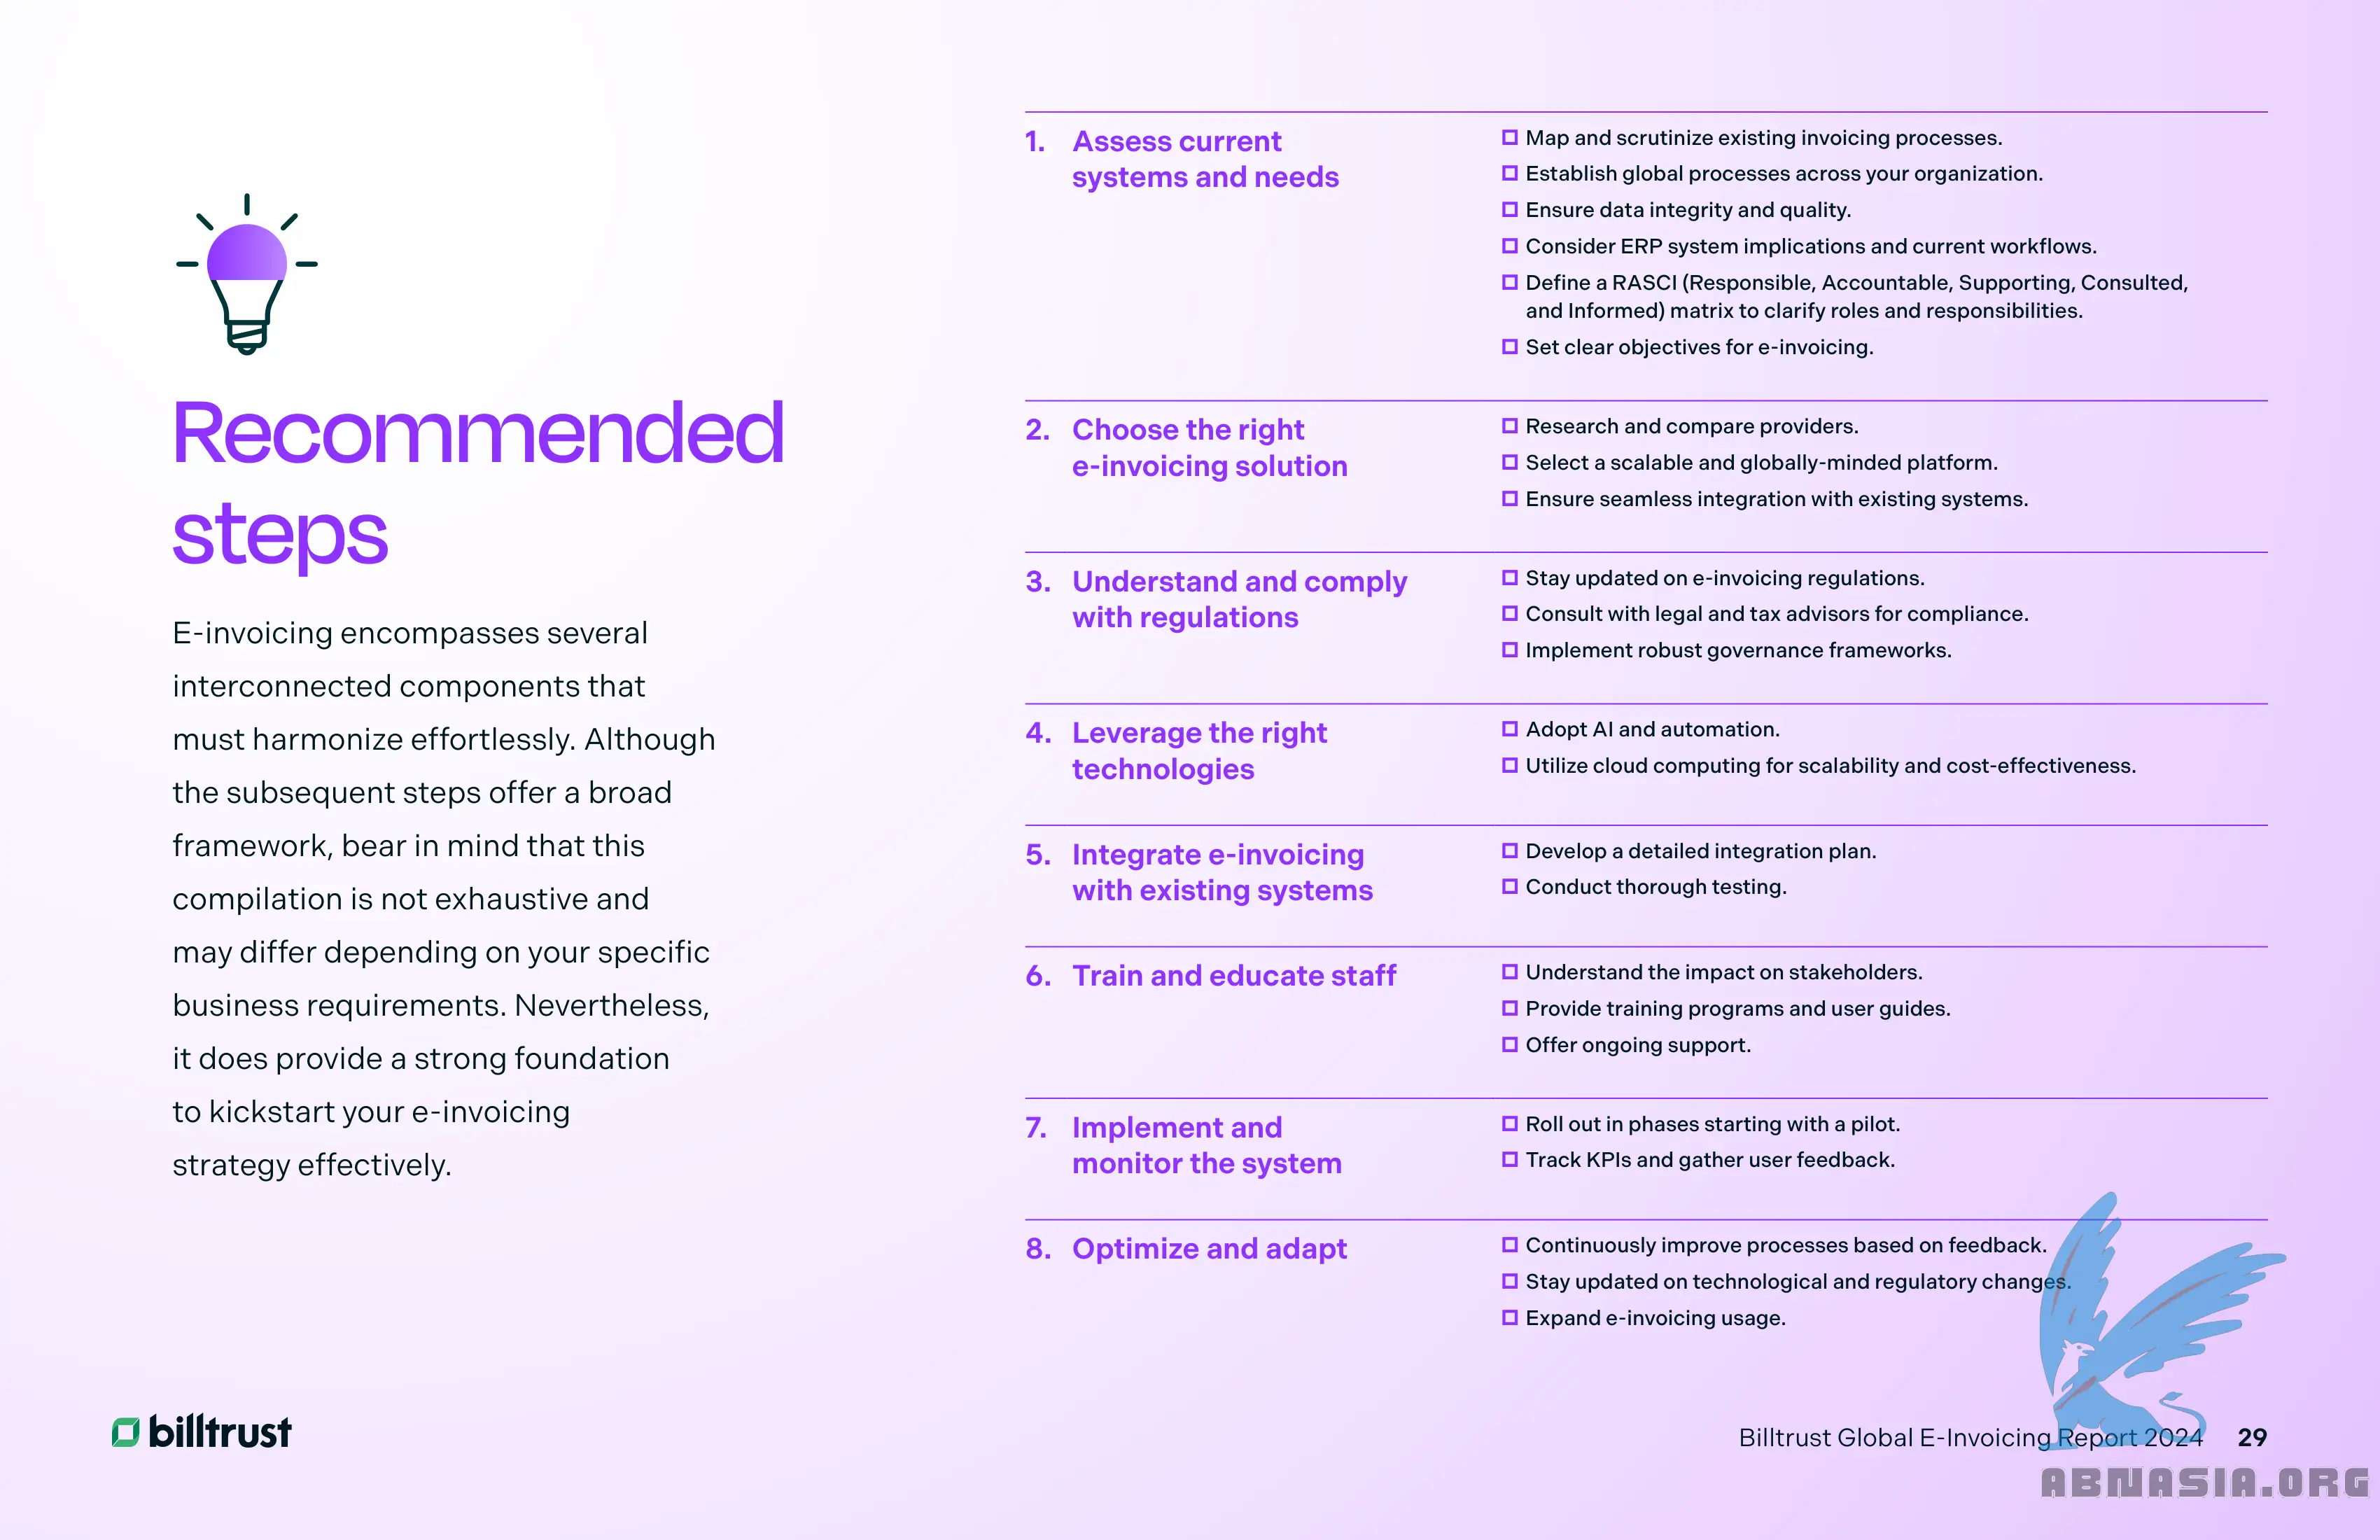 Recommended
steps
E-invoicing encompasses several
interconnected components that
must harmonize effortlessly. Although
the subsequent steps offer a broad
framework, bear in mind that this
compilation is not exhaustive and
may differ depending on your specific
business requirements. Nevertheless,
it does provide a strong foundation
to kickstart your e-invoicing
strategy effectively.
1. Assess current
systems and needs
Map and scrutinize existing invoicing processes.
Establish global processes across your organization.
Ensure data integrity and quality.
Consider ERP system implications and current workflows.
Define a RASCI (Responsible, Accountable, Supporting, Consulted,
and Informed) matrix to clarify roles and responsibilities.
Set clear objectives for e-invoicing.
2. Choose the right
e-invoicing solution
Research and compare providers.
Select a scalable and globally-minded platform.
Ensure seamless integration with existing systems.
3. Understand and comply
with regulations
Stay updated on e-invoicing regulations.
Consult with legal and tax advisors for compliance.
Implement robust governance frameworks.
4. Leverage the right
technologies
Adopt AI and automation.
Utilize cloud computing for scalability and cost-effectiveness.
5. Integrate e-invoicing
with existing systems
Develop a detailed integration plan.
Conduct thorough testing.
6. Train and educate staff
Understand the impact on stakeholders.
Provide training programs and user guides.
Offer ongoing support.
7. Implement and
monitor the system
Roll out in phases starting with a pilot.
Track KPIs and gather user feedback.
8. Optimize and adapt
Continuously improve processes based on feedback.
Stay updated on technological and regulatory changes.
Expand e-invoicing usage.
billtrust
Billtrust Global E-Invoicing Report 2024 29
ABNASIA.ORG